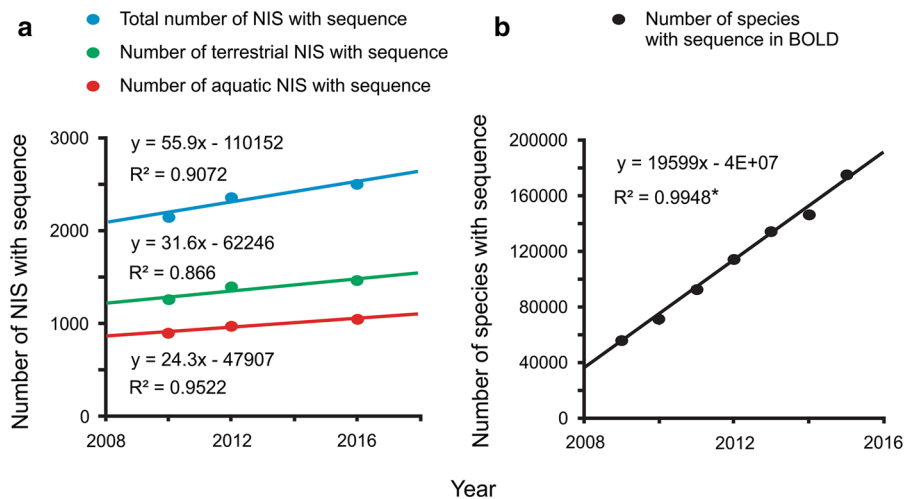 a
Total number of NIS with sequence
Number of terrestrial NIS with sequence
Number of aquatic NIS with sequence
Number of NIS with sequence
3000
2000
1000
0
y = 55.9x - 110152
R² = 0.9072
y = 31.6x - 62246
R² = 0.866
y = 24.3x - 47907
R² = 0.9522
2008
2012
2016
b
Number of species
with sequence in BOLD
Number of species with sequence
200000
160000
120000
80000
40000
0
y = 19599x - 4E+07
R² = 0.9948*
2008
2012
2016
Year